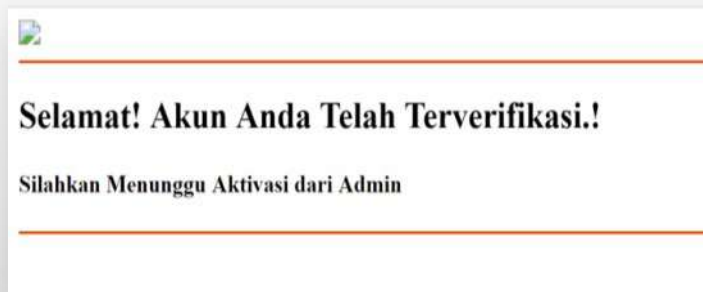 Selamat! Akun Anda Telah Terverifikasi.!
Silahkan Menunggu Aktivasi dari Admin